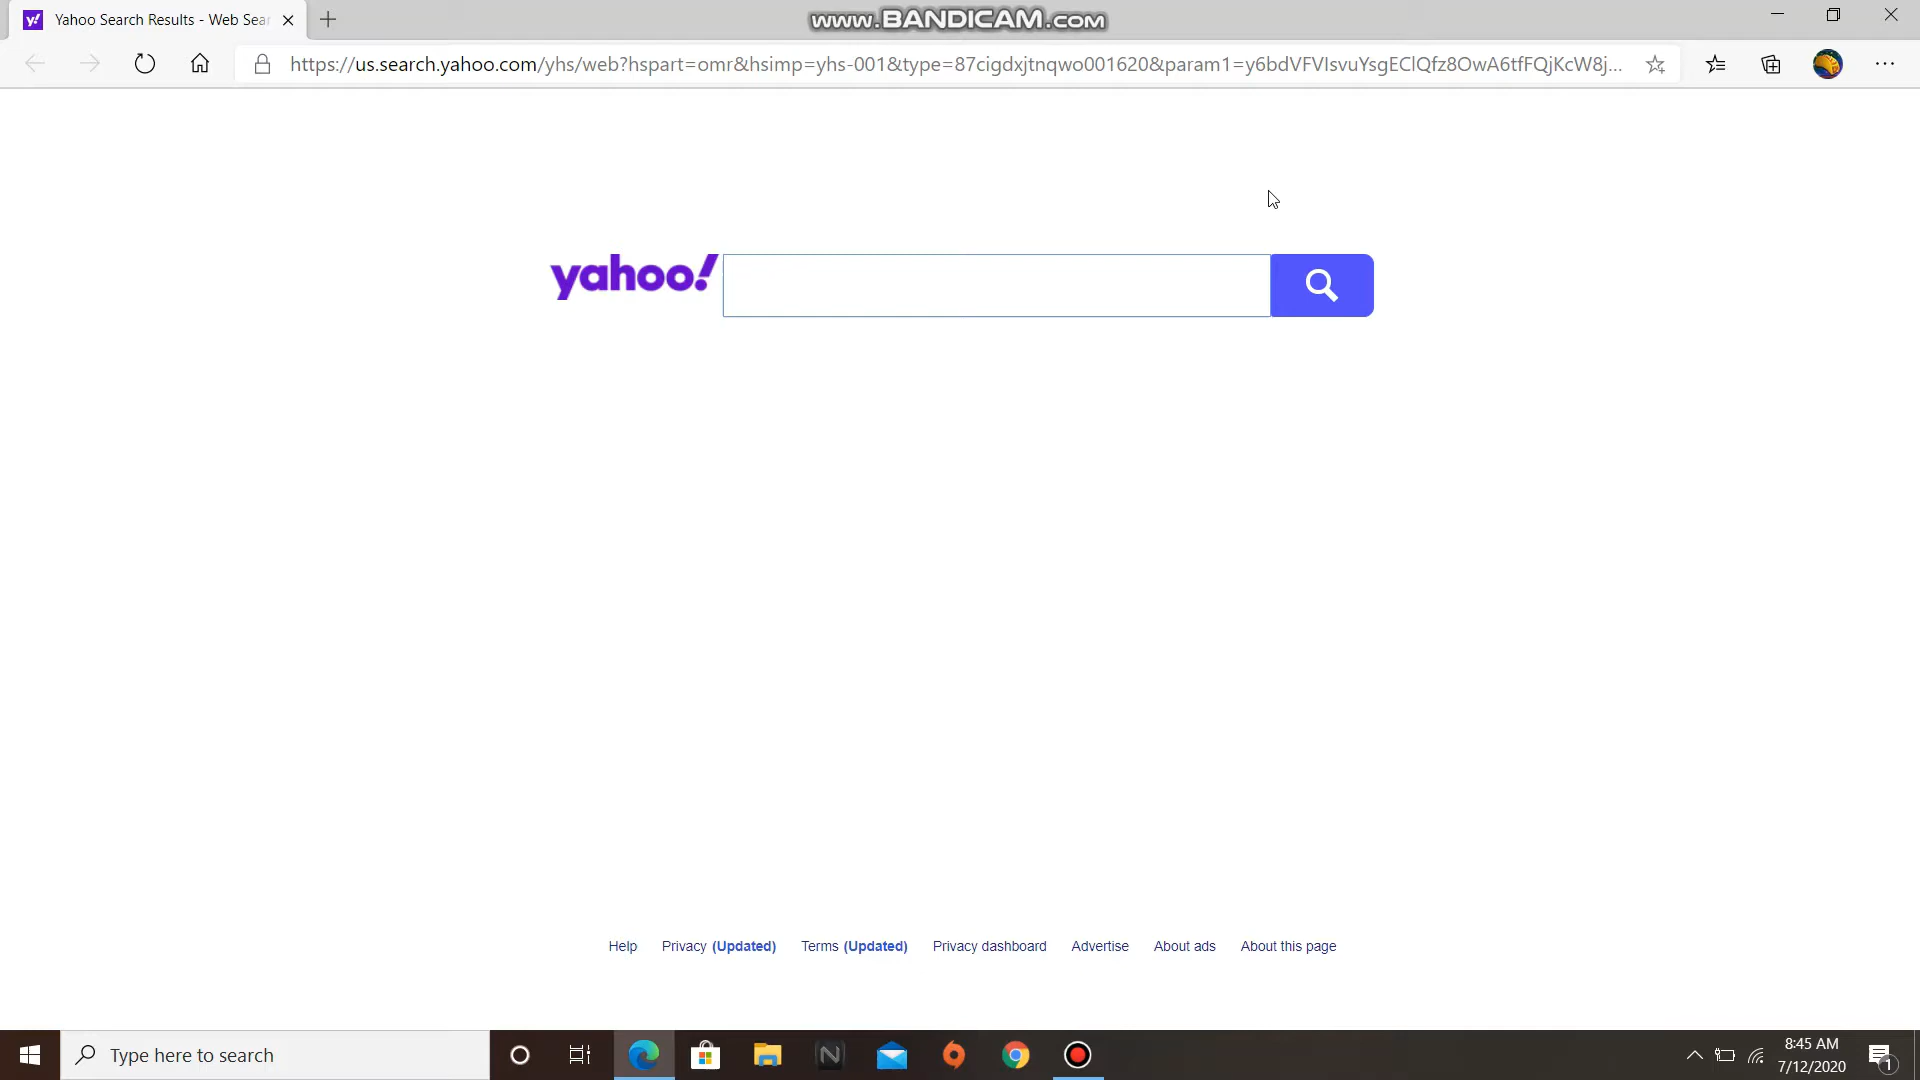 Yahoo Search Results - Web Sear
www.BANDICAM.com
https://us.search.yahoo.com/yhs/web?hspart=omr&hsimp=yhs-001&type=87cigdxjtnqwo001620&param1=y6bdVFVIsvuYsgEClQfz8OwA6tfFQjKcW8j...
yahoo!
Help Privacy (Updated) Terms (Updated) Privacy dashboard Advertise About ads About this page
Type here to search
8:45 AM
7/12/2020
1